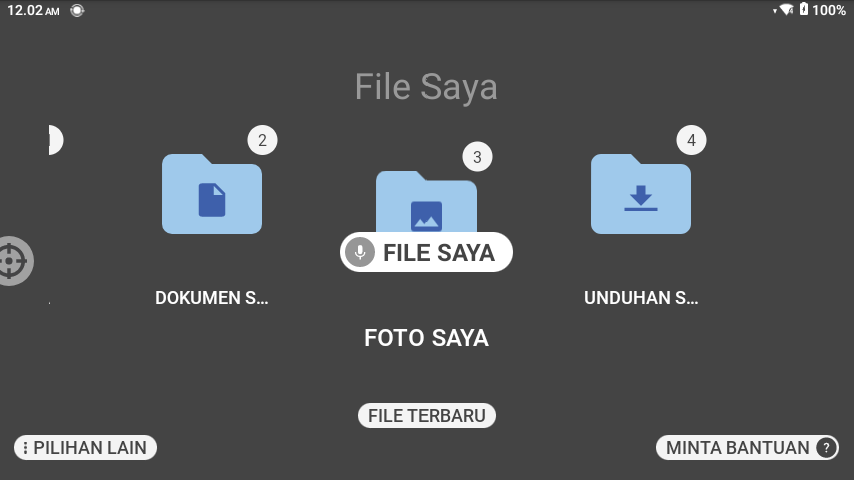 12.02 AM
100%
File Saya
2
3
4
FILE SAYA
DOKUMEN S...
UNDUHAN S...
FOTO SAYA
FILE TERBARU
PILIHAN LAIN
MINTA BANTUAN ?